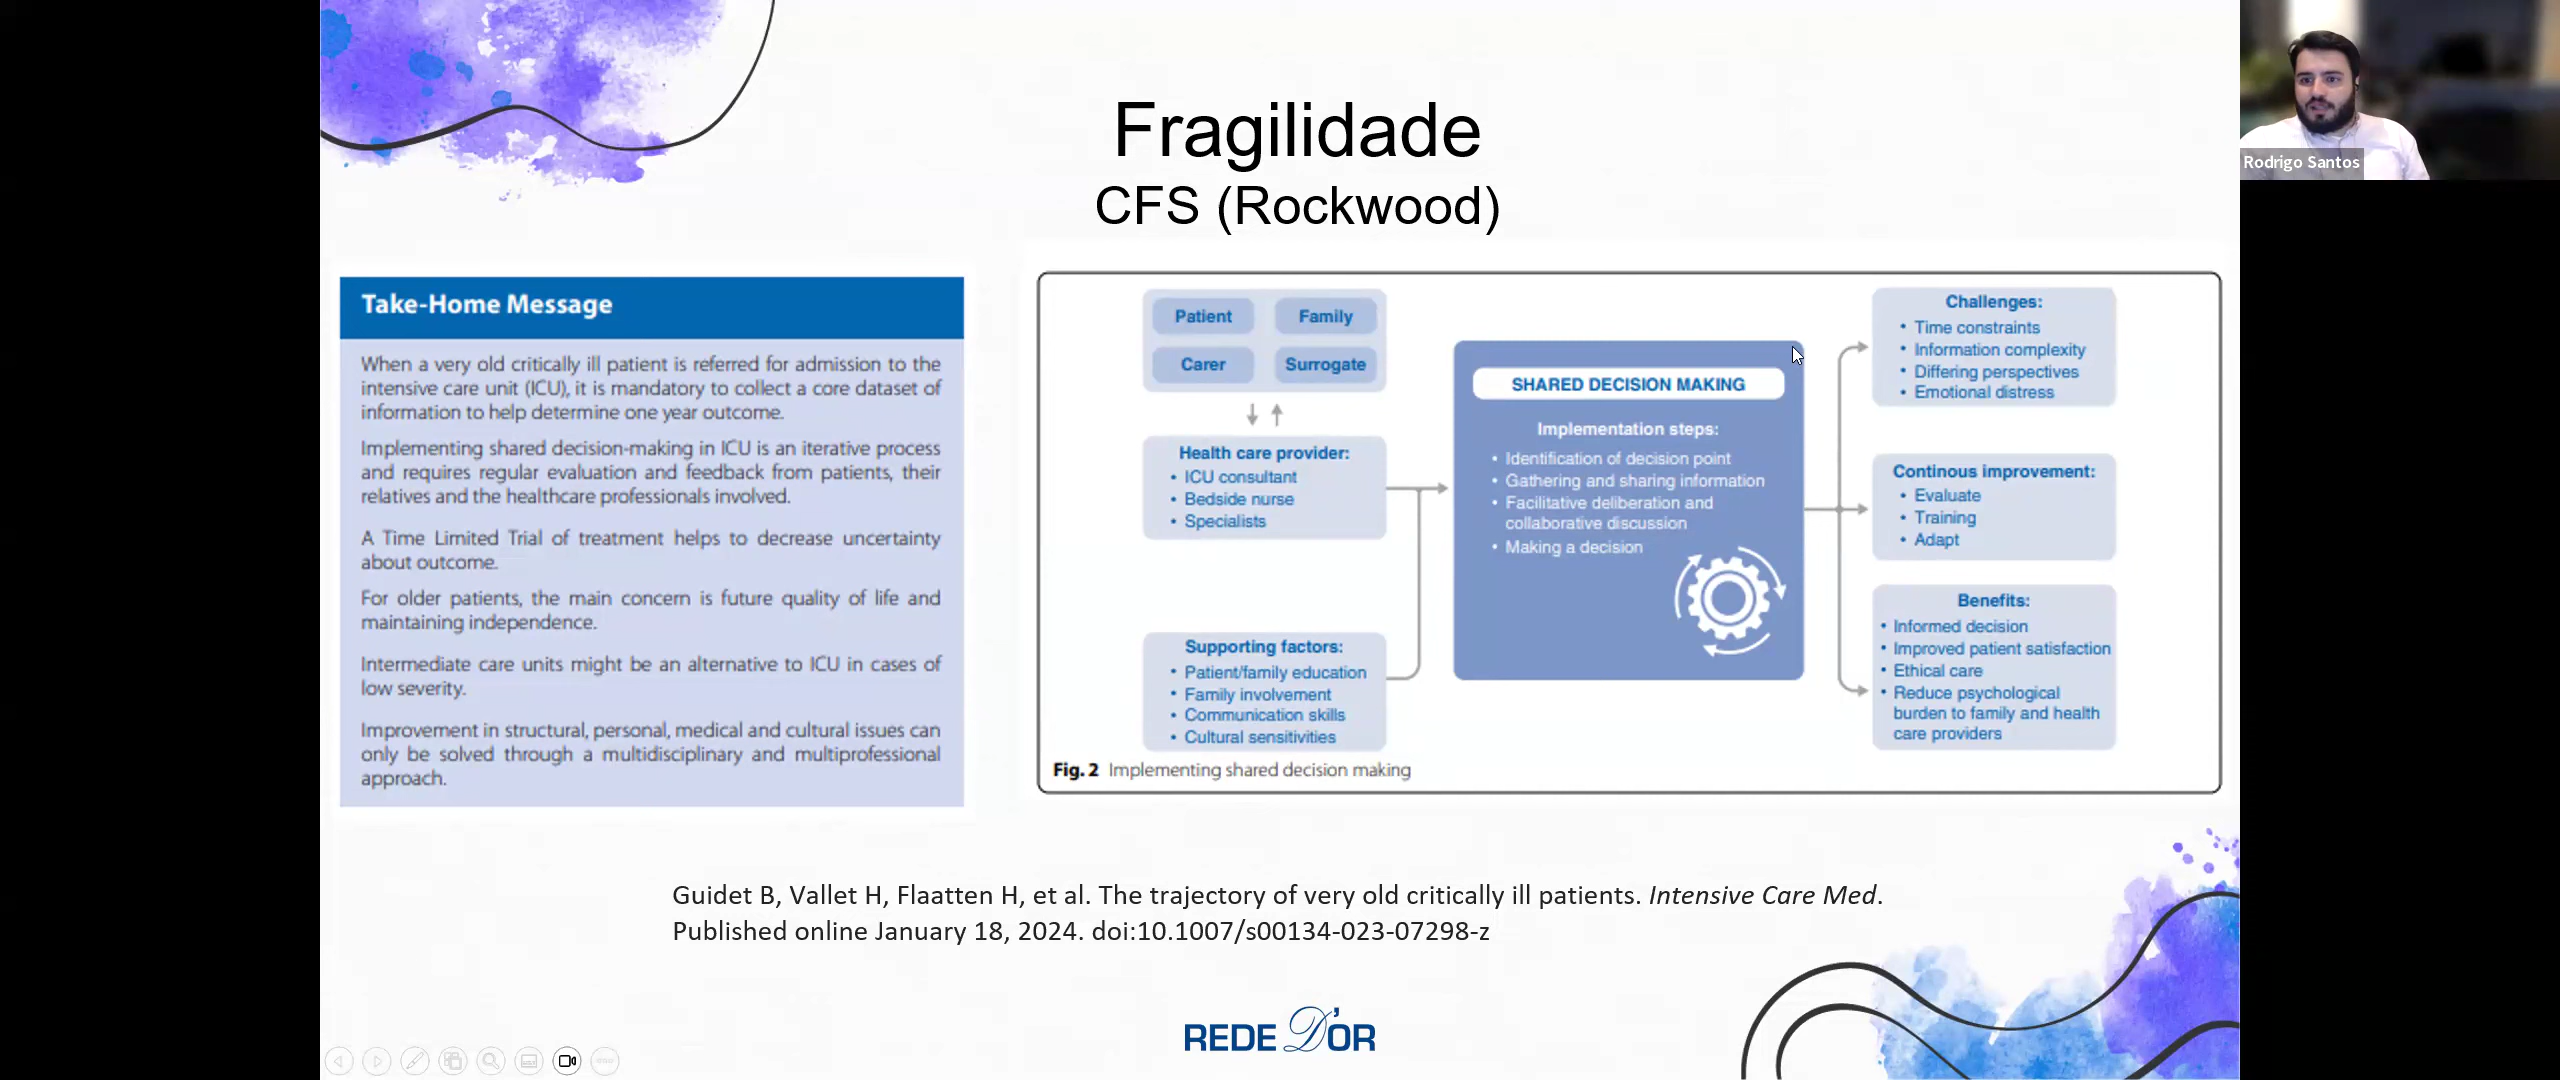 Fragilidade
CFS (Rockwood)
Rodrigo Santos
Take-Home Message
When a very old critically ill patient is referred for admission to the
intensive care unit (ICU), it is mandatory to collect a core dataset of
information to help determine one year outcome.
Implementing shared decision-making in ICU is an iterative process
and requires regular evaluation and feedback from patients, their
relatives and the healthcare professionals involved.
A Time Limited Trial of treatment helps to decrease uncertainty
about outcome.
For older patients, the main concern is future quality of life and
maintaining independence.
Intermediate care units might be an alternative to ICU in cases of
low severity.
Improvement in structural, personal, medical and cultural issues can
only be solved through a multidisciplinary and multiprofessional
approach.
Patient
Family
Carer
Surrogate
Health care provider:
• ICU consultant
• Bedside nurse
• Specialists
Supporting factors:
• Patient/family education
• Family involvement
• Communication skills
• Cultural sensitivities
SHARED DECISION MAKING
Implementation steps:
• Identification of decision point
• Gathering and sharing information
• Facilitative deliberation and
collaborative discussion
• Making a decision
Challenges:
• Time constraints
• Information complexity
• Differing perspectives
• Emotional distress
Continous improvement:
• Evaluate
• Training
• Adapt
Benefits:
• Informed decision
• Improved patient satisfaction
• Ethical care
• Reduce psychological
burden to family and health
care providers
Fig. 2 Implementing shared decision making
Guidet B, Vallet H, Flaatten H, et al. The trajectory of very old critically ill patients. Intensive Care Med.
Published online January 18, 2024. doi:10.1007/s00134-023-07298-z
REDE D'OR